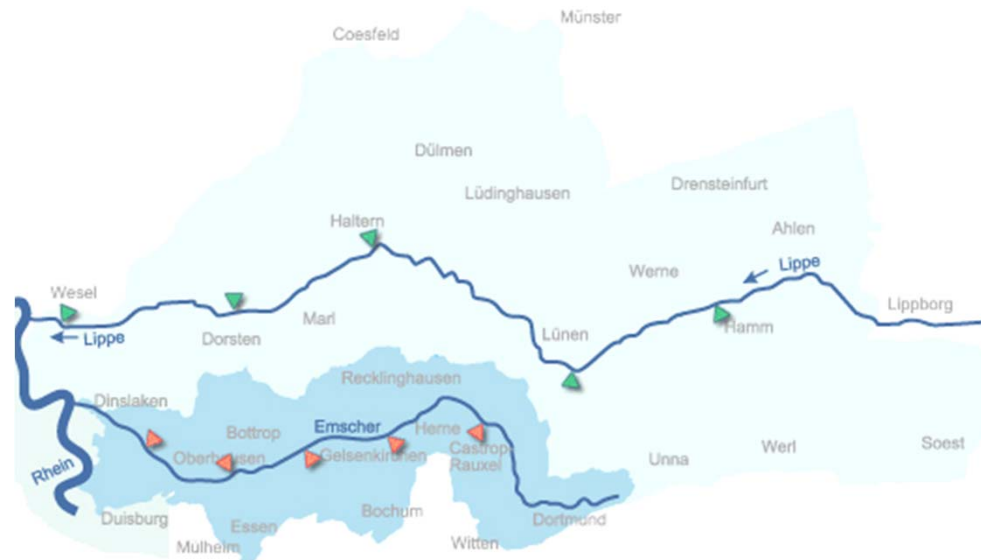 Münster
Coesfeld
Dülmen
Drensteinfurt
Lüdinghausen
Haltern
Ahlen
Lippe
Werne
Wesel
Lippborg
Marl
Hamm
Lippe
Dorsten
Lünen
Recklinghausen
Dinslaken
Bottrop
Emscher
Herne
Castrop-
Rauxel
Werl
Soest
Oberhausen
Gelsenkirchen
Unna
Rhein
Duisburg
Essen
Bochum
Dortmund
Mülheim
Witten